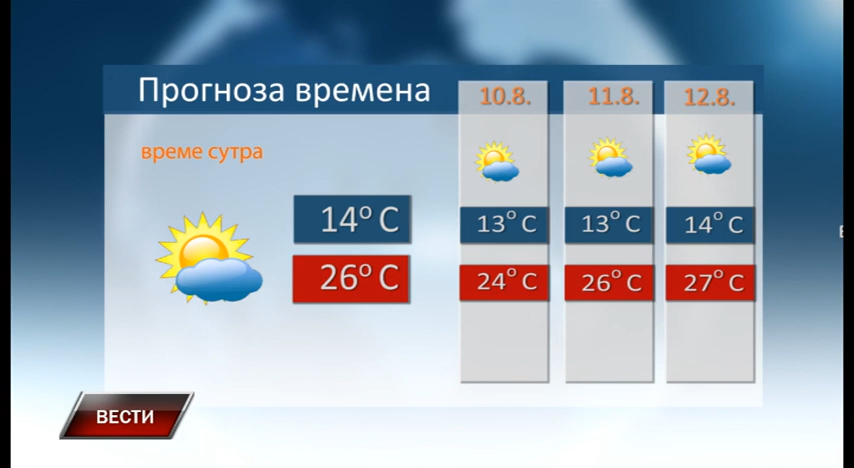 Прогноза времена
време сутра
14° C
26° C
10.8. 11.8. 12.8.
13° C 13° C 14° C
24° C 26° C 27° C
ВЕСТИ